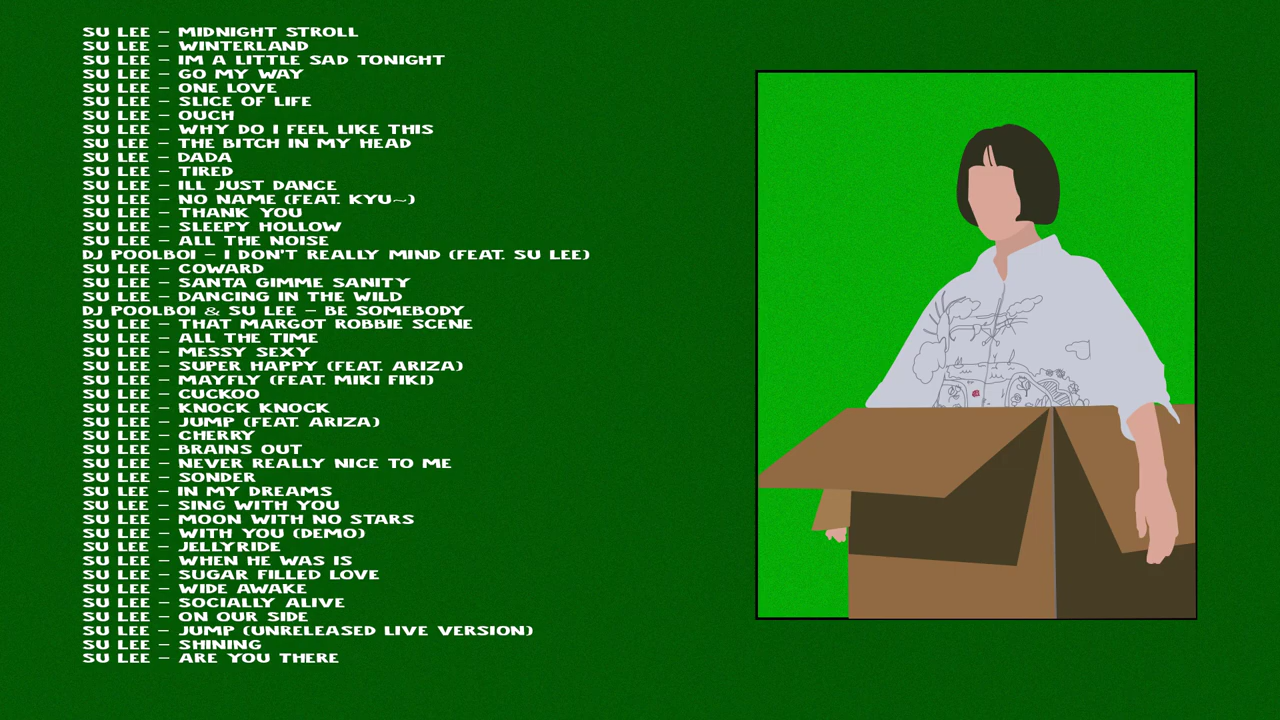 SU LEE – MIDNIGHT STROLL
SU LEE – WINTERLAND
SU LEE – IM A LITTLE SAD TONIGHT
SU LEE – GO MY WAY
SU LEE – ONE LOVE
SU LEE – SLICE OF LIFE
SU LEE – OUCH
SU LEE – WHY DO I FEEL LIKE THIS
SU LEE – THE BITCH IN MY HEAD
SU LEE – DADA
SU LEE – TIRED
SU LEE – ILL JUST DANCE
SU LEE – NO NAME (FEAT. KYU~)
SU LEE – THANK YOU
SU LEE – SLEEPY HOLLOW
SU LEE – ALL THE NOISE
DJ POOLBOI – I DON'T REALLY MIND (FEAT. SU LEE)
SU LEE – COWARD
SU LEE – SANTA GIMME SANITY
SU LEE – DANCING IN THE WILD
DJ POOLBOI & SU LEE – BE SOMEBODY
SU LEE – THAT MARGOT ROBBIE SCENE
SU LEE – ALL THE TIME
SU LEE – MESSY SEXY
SU LEE – SUPER HAPPY (FEAT. ARIZA)
SU LEE – MAYFLY (FEAT. MIKI FIKI)
SU LEE – CUCKOO
SU LEE – KNOCK KNOCK
SU LEE – JUMP (FEAT. ARIZA)
SU LEE – CHERRY
SU LEE – BRAINS OUT
SU LEE – NEVER REALLY NICE TO ME
SU LEE – SONDER
SU LEE – IN MY DREAMS
SU LEE – SING WITH YOU
SU LEE – MOON WITH NO STARS
SU LEE – WITH YOU (DEMO)
SU LEE – JELLYRIDE
SU LEE – WHEN HE WAS IS
SU LEE – SUGAR FILLED LOVE
SU LEE – WIDE AWAKE
SU LEE – SOCIALLY ALIVE
SU LEE – ON OUR SIDE
SU LEE – JUMP (UNRELEASED LIVE VERSION)
SU LEE – SHINING
SU LEE – ARE YOU THERE